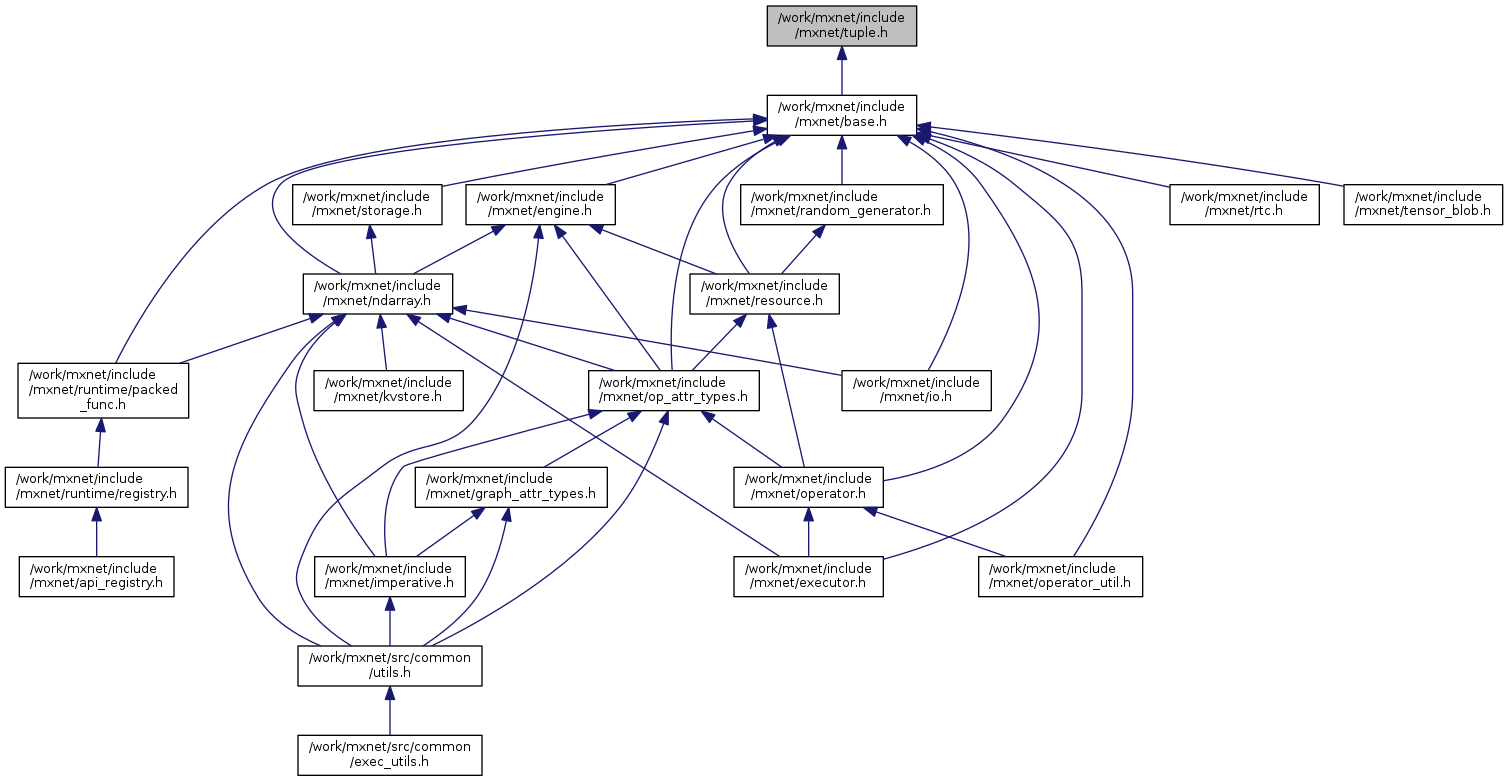 /work/mxnet/include
/mxnet/tuple.h
/work/mxnet/include
/mxnet/base.h
/work/mxnet/include
/mxnet/storage.h
/work/mxnet/include
/mxnet/engine.h
/work/mxnet/include
/mxnet/random_generator.h
/work/mxnet/include
/mxnet/rtc.h
/work/mxnet/include
/mxnet/tensor_blob.h
/work/mxnet/include
/mxnet/ndarray.h
/work/mxnet/include
/mxnet/resource.h
/work/mxnet/include
/mxnet/runtime/packed
_func.h
/work/mxnet/include
/mxnet/kvstore.h
/work/mxnet/include
/mxnet/op_attr_types.h
/work/mxnet/include
/mxnet/io.h
/work/mxnet/include
/mxnet/runtime/registry.h
/work/mxnet/include
/mxnet/graph_attr_types.h
/work/mxnet/include
/mxnet/operator.h
/work/mxnet/include
/mxnet/api_registry.h
/work/mxnet/include
/mxnet/imperative.h
/work/mxnet/include
/mxnet/executor.h
/work/mxnet/include
/mxnet/operator_util.h
/work/mxnet/src/common
/utils.h
/work/mxnet/src/common
/exec_utils.h